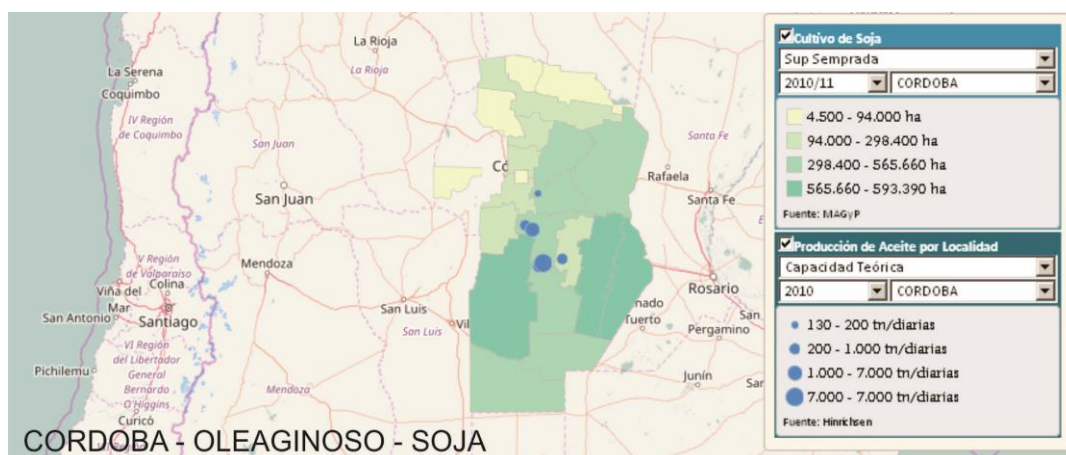 La Rioja
La Rioja
La Serena
Coquimbo
IV Región
de Coquimbo
San Juan
San Juan
Santa Fe
Rafaela
Santa Fe
Mendoza
V Región
de Valparaíso
Viña del
Mar
Colina
San Antonio
Santiago
San Luis
San Luis
Rosario
Tuerto
Pergamino
VI Región
del Libertador
General
Bernardo
O'Higgins
Pichilemu
Mendoza
Junín
Curicó
CORDOBA - OLEAGINOSO - SOJA
Cultivo de Soja
Sup Semprada
2010/11 CORDOBA
4.500 - 94.000 ha
94.000 - 298.400 ha
298.400 - 565.660 ha
565.660 - 593.390 ha
Fuente: MAGyP
Producción de Aceite por Localidad
Capacidad Teórica
2010 CORDOBA
130 - 200 tn/diarias
200 - 1.000 tn/diarias
1.000 - 7.000 tn/diarias
7.000 - 7.000 tn/diarias
Fuente: Hinrichsen